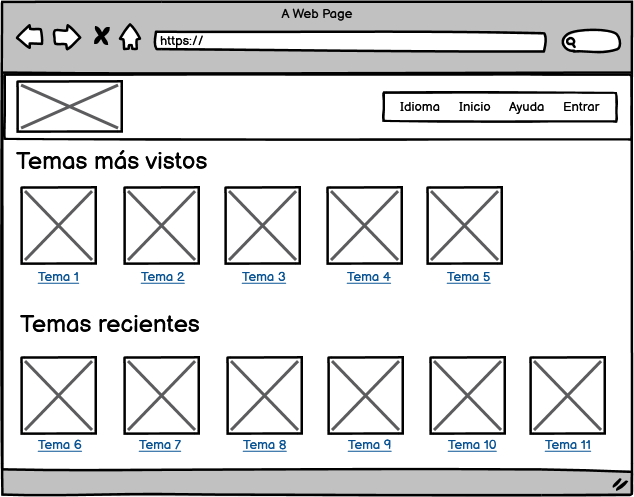 A Web Page
https://
Idioma Inicio Ayuda Entrar
Temas más vistos
Tema 1 Tema 2 Tema 3 Tema 4 Tema 5
Temas recientes
Tema 6 Tema 7 Tema 8 Tema 9 Tema 10 Tema 11